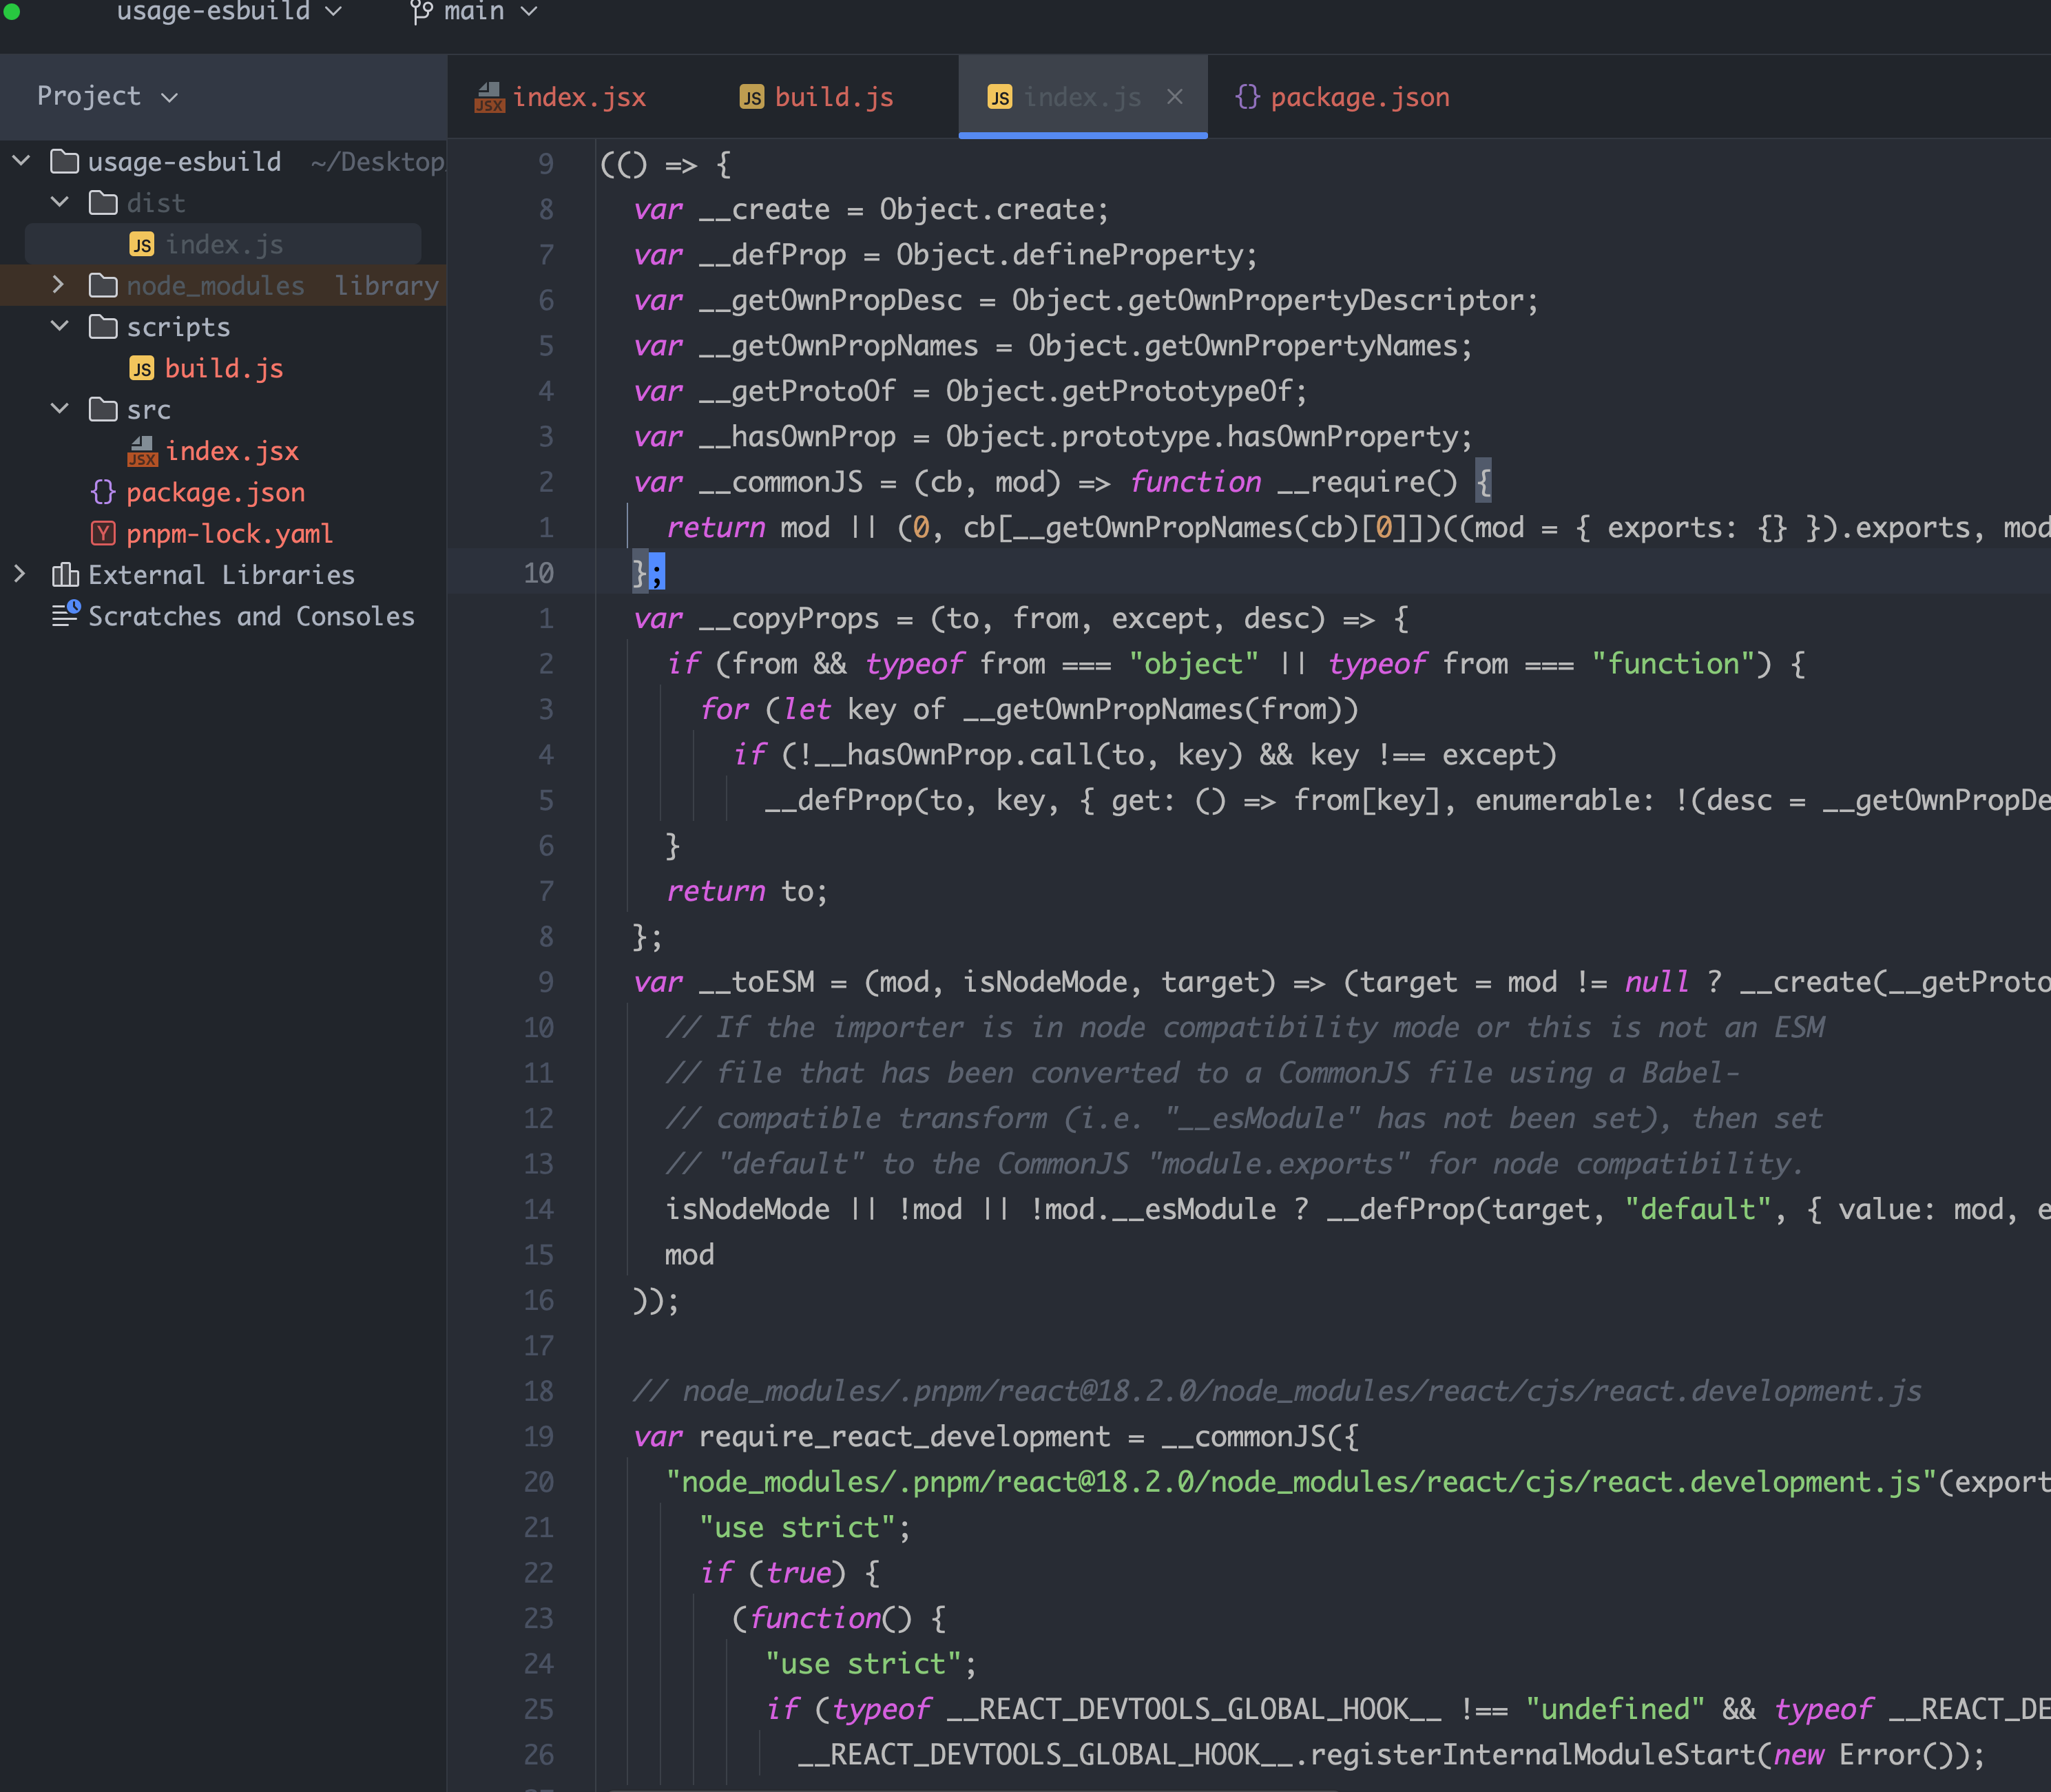 usage-esbuild main
Project
index.jsx build.js index.js package.json
usage-esbuild ~/Desktop
dist
index.js
node_modules library
scripts
build.js
src
index.jsx
package.json
pnpm-lock.yaml
External Libraries
Scratches and Consoles
9 (() => {
8 var __create = Object.create;
7 var __defProp = Object.defineProperty;
6 var __getOwnPropDesc = Object.getOwnPropertyDescriptor;
5 var __getOwnPropNames = Object.getOwnPropertyNames;
4 var __getProtoOf = Object.getPrototypeOf;
3 var __hasOwnProp = Object.prototype.hasOwnProperty;
2 var __commonJS = (cb, mod) => function __require() {
1 return mod || (0, cb[__getOwnPropNames(cb)[0]])((mod = { exports: {} }).exports, mod
10 };
1 var __copyProps = (to, from, except, desc) => {
2 if (from && typeof from === "object" || typeof from === "function") {
3 for (let key of __getOwnPropNames(from))
4 if (!__hasOwnProp.call(to, key) && key !== except)
5 __defProp(to, key, { get: () => from[key], enumerable: !(desc = __getOwnPropDe
6 }
7 return to;
8 };
9 var __toESM = (mod, isNodeMode, target) => (target = mod != null ? __create(__getProto
10 // If the importer is in node compatibility mode or this is not an ESM
11 // file that has been converted to a CommonJS file using a Babel-
12 // compatible transform (i.e. "__esModule" has not been set), then set
13 // "default" to the CommonJS "module.exports" for node compatibility.
14 isNodeMode || !mod || !mod.__esModule ? __defProp(target, "default", { value: mod, e
15 mod
16 ));
17
18 // node_modules/.pnpm/react@18.2.0/node_modules/react/cjs/react.development.js
19 var require_react_development = __commonJS({
20 "node_modules/.pnpm/react@18.2.0/node_modules/react/cjs/react.development.js"(export
21 "use strict";
22 if (true) {
23 (function() {
24 "use strict";
25 if (typeof __REACT_DEVTOOLS_GLOBAL_HOOK__ !== "undefined" && typeof __REACT_DE
26 __REACT_DEVTOOLS_GLOBAL_HOOK__.registerInternalModuleStart(new Error());